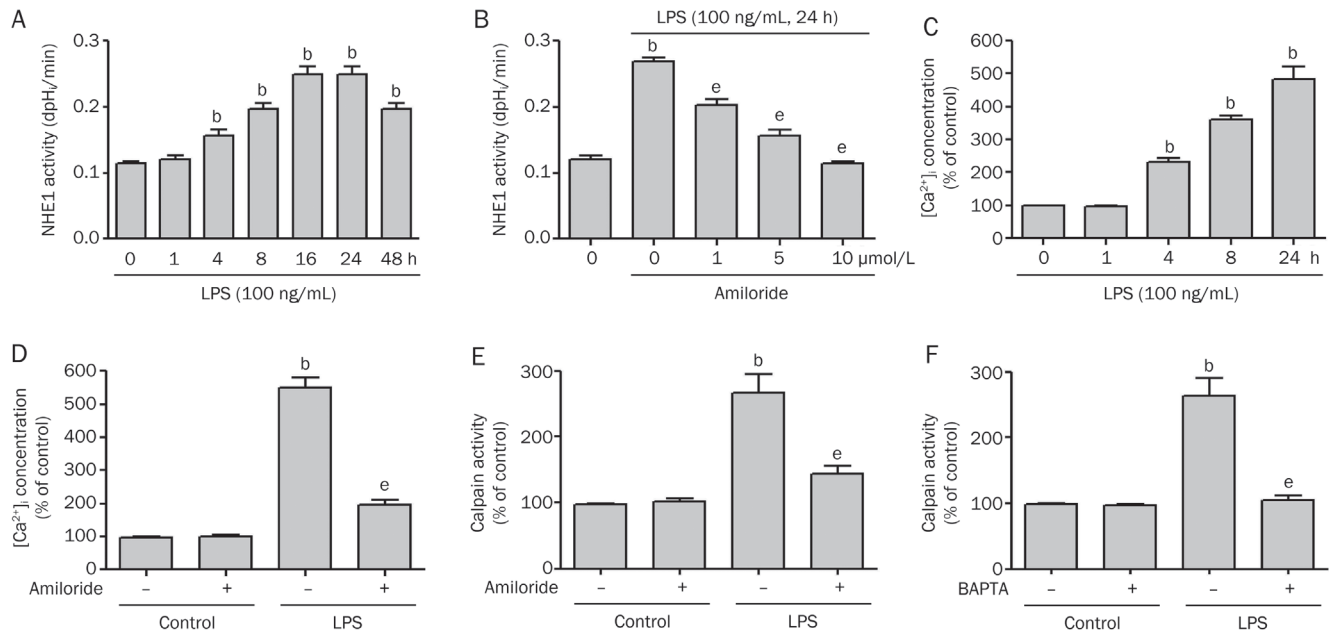 A
NHE1 activity (dpHi/min)
0.3
0.2
0.1
0.0
b
b
b
b
b
0 1 4 8 16 24 48 h
LPS (100 ng/mL)
B
LPS (100 ng/mL, 24 h)
NHE1 activity (dpHi/min)
0.3
0.2
0.1
0.0
b
e
e
e
0 0 1 5 10 μmol/L
Amiloride
C
[Ca²⁺]i concentration
(% of control)
600
500
400
300
200
100
0
b
b
b
0 1 4 8 24 h
LPS (100 ng/mL)
D
[Ca²⁺]i concentration
(% of control)
600
500
400
300
200
100
0
b
e
Amiloride – + – +
Control LPS
E
Calpain activity
(% of control)
300
200
100
0
b
e
Amiloride – + – +
Control LPS
F
Calpain activity
(% of control)
300
200
100
0
b
e
BAPTA – + – +
Control LPS